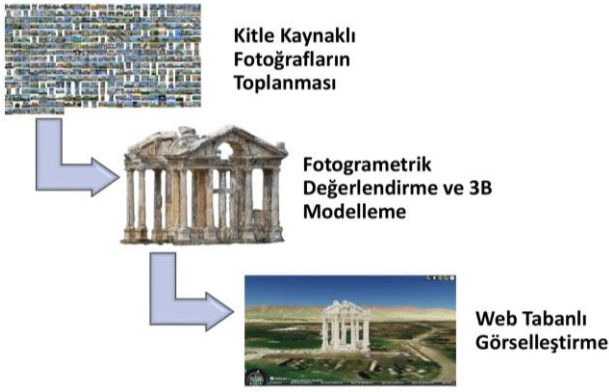 Kitle Kaynaklı
Fotoğrafların
Toplanması
Fotogrametrik
Değerlendirme ve 3B
Modelleme
Web Tabanlı
Görselleştirme